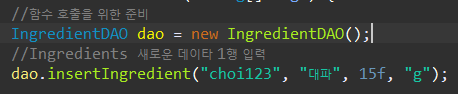 //함수 호출을 위한 준비
IngredientDAO dao = new IngredientDAO();
//Ingredients 새로운 데이타 1행 입력
dao.insertIngredient("choi123", "대파", 15f, "g");